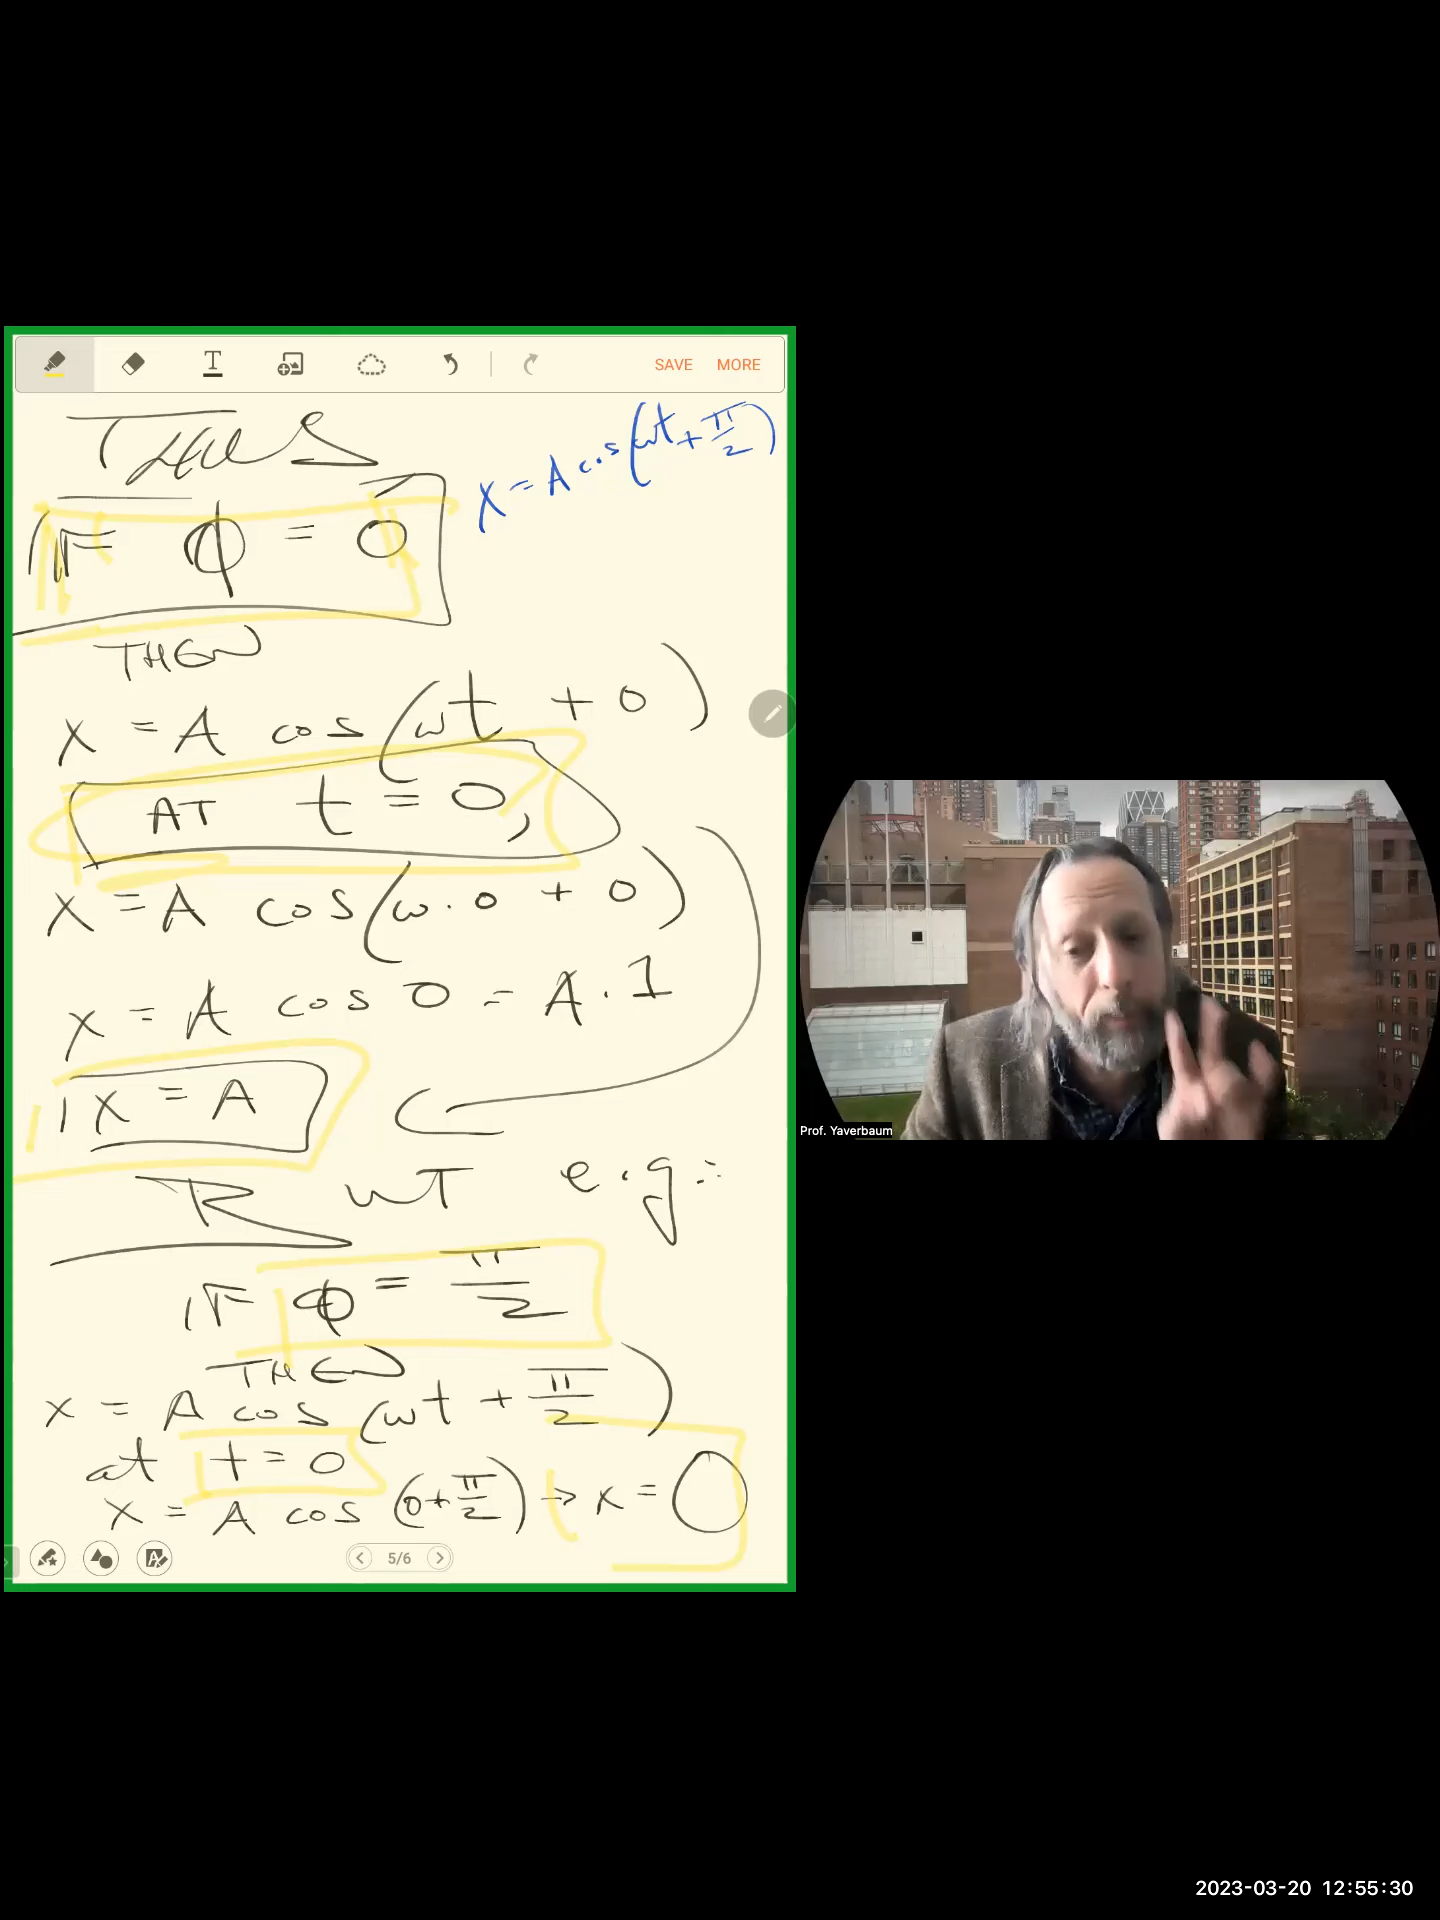 SAVE MORE
THUS
x = A cos(ωt + π/2)
IF ϕ = 0
THEN
x = A cos(ωt + 0)
AT t = 0,
x = A cos(ω·0 + 0)
x = A cos 0 = A·1
x = A
e.g.:
IF ϕ = π/2
THEN
x = A cos(ωt + π/2)
at t = 0
x = A cos(0+π/2) → x = 0
5/6
Prof. Yaverbaum
2023-03-20 12:55:30